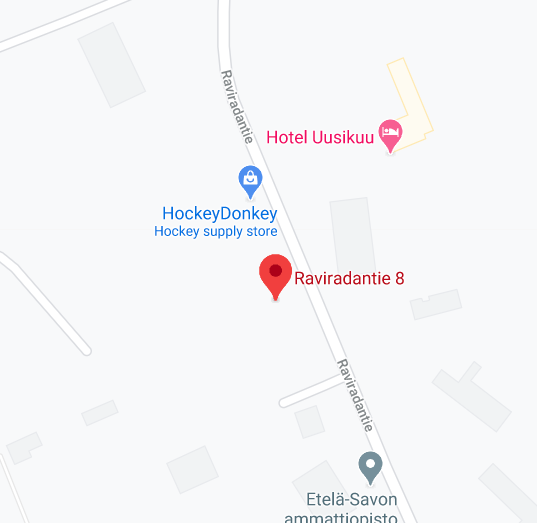 Raviradantie
Hotel Uusikuu
HockeyDonkey
Hockey supply store
Raviradantie 8
Raviradantie
Etelä-Savon
ammattiopisto